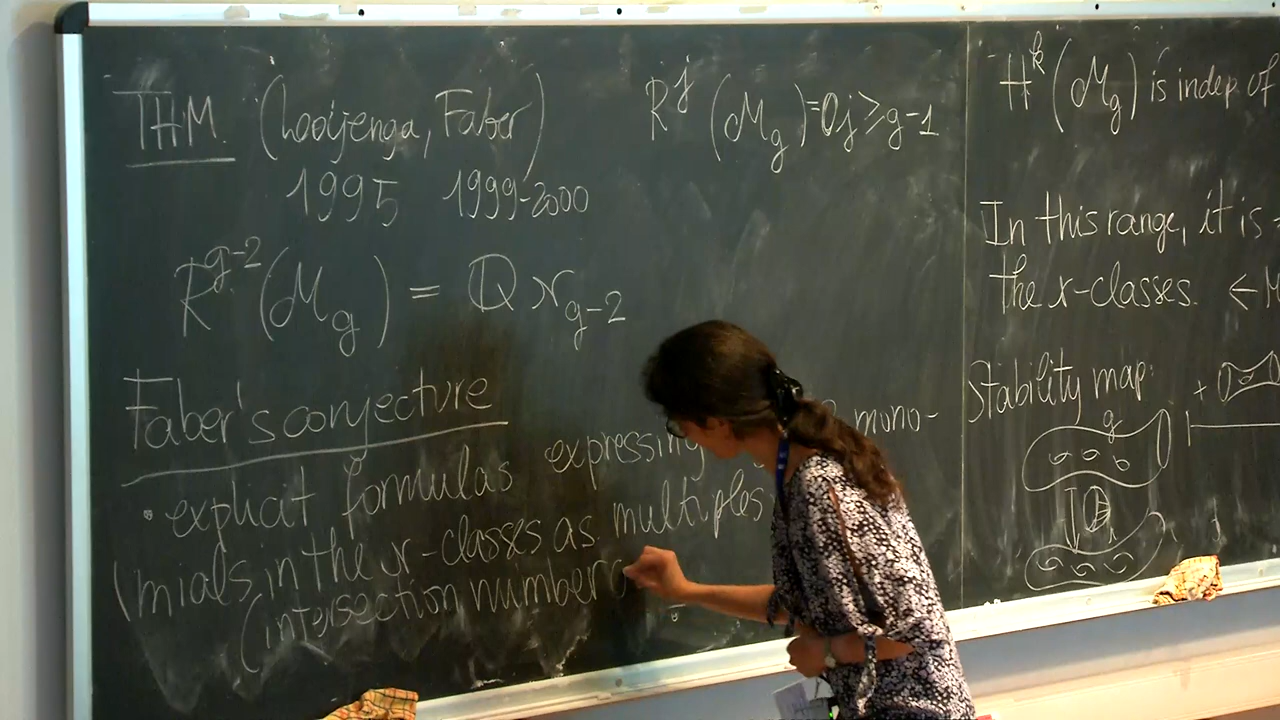 THM. (Looijenga, Faber) R^j(M_g)=0 j ≥ g-1
1995 1999-2000
R^{g-2}(M_g) = Q ϰ_{g-2}
Faber's conjecture
• explicit formulas expressing mono-
mials in the ϰ-classes as multiples
(intersection number
H^k(M_g) is indep. of
In this range, it is
the ϰ-classes. ←
Stability map: +
g